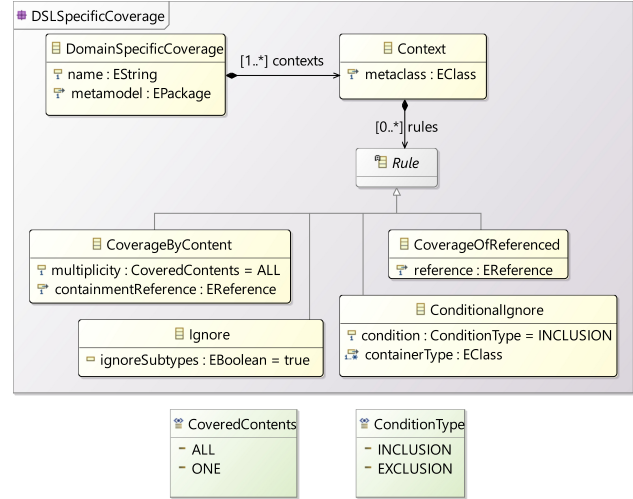 DSLSpecificCoverage
DomainSpecificCoverage
name : EString
metamodel : EPackage
[1..*] contexts
Context
metaclass : EClass
[0..*] rules
Rule
CoverageByContent
multiplicity : CoveredContents = ALL
containmentReference : EReference
CoverageOfReferenced
reference : EReference
Ignore
ignoreSubtypes : EBoolean = true
ConditionalIgnore
condition : ConditionType = INCLUSION
containerType : EClass
CoveredContents
ALL
ONE
ConditionType
INCLUSION
EXCLUSION